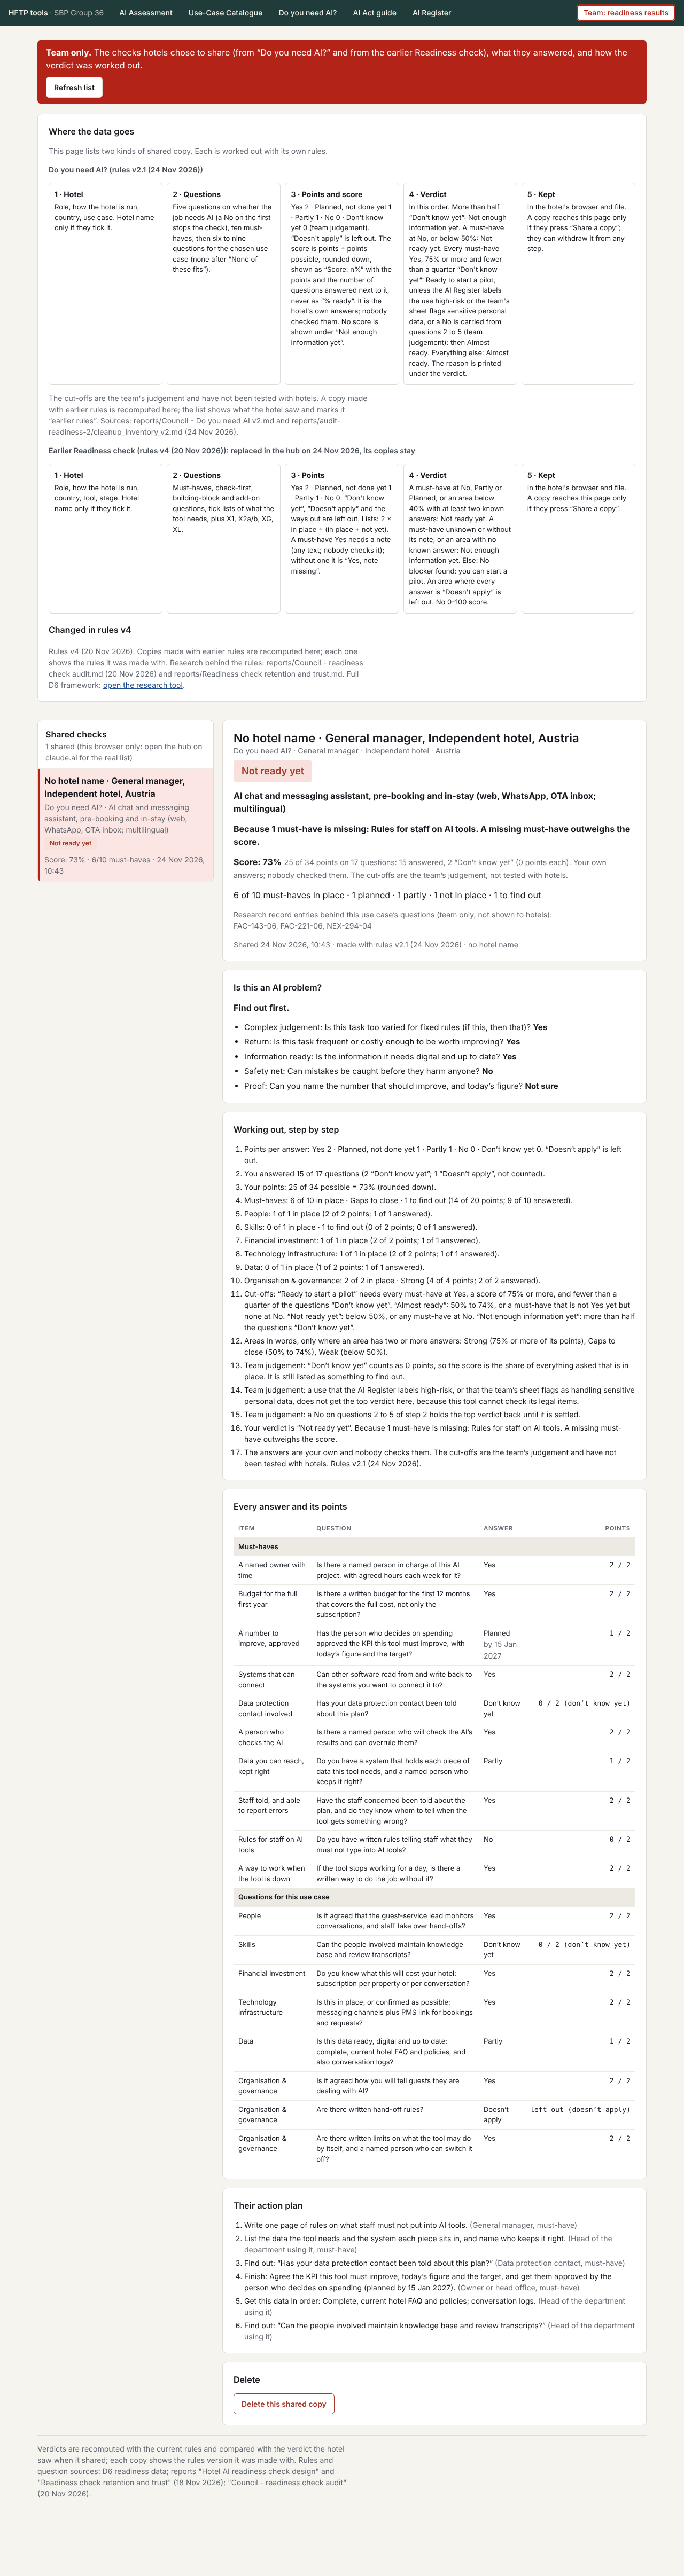 HFTP tools · SBP Group 36
AI Assessment
Use-Case Catalogue
Do you need AI?
AI Act guide
AI Register
Team: readiness results
Team only. The checks hotels chose to share (from “Do you need AI?” and from the earlier Readiness check), what they answered, and how the
verdict was worked out.
Refresh list
Where the data goes
This page lists two kinds of shared copy. Each is worked out with its own rules.
Do you need AI? (rules v2.1 (24 Nov 2026))
1 · Hotel
Role, how the hotel is run,
country, use case. Hotel name
only if they tick it.
2 · Questions
Five questions on whether the
job needs AI (a No on the first
stops the check), ten must-
haves, then six to nine
questions for the chosen use
case (none after “None of
these fits”).
3 · Points and score
Yes 2 · Planned, not done yet 1
· Partly 1 · No 0 · Don't know
yet 0 (team judgement).
“Doesn't apply” is left out. The
score is points ÷ points
possible, rounded down,
shown as “Score: n%” with the
points and the number of
questions answered next to it,
never as “% ready”. It is the
hotel's own answers; nobody
checked them. No score is
shown under “Not enough
information yet”.
4 · Verdict
In this order. More than half
“Don't know yet”: Not enough
information yet. A must-have
at No, or below 50%: Not
ready yet. Every must-have
Yes, 75% or more and fewer
than a quarter “Don't know
yet”: Ready to start a pilot,
unless the AI Register labels
the use high-risk or the team's
sheet flags sensitive personal
data, or a No is carried from
questions 2 to 5 (team
judgement): then Almost
ready. Everything else: Almost
ready. The reason is printed
under the verdict.
5 · Kept
In the hotel's browser and file.
A copy reaches this page only
if they press “Share a copy”;
they can withdraw it from any
step.
The cut-offs are the team's judgement and have not been tested with hotels. A copy made
with earlier rules is recomputed here; the list shows what the hotel saw and marks it
“earlier rules”. Sources: reports/Council - Do you need AI v2.md and reports/audit-
readiness-2/cleanup_inventory_v2.md (24 Nov 2026).
Earlier Readiness check (rules v4 (20 Nov 2026)): replaced in the hub on 24 Nov 2026, its copies stay
1 · Hotel
Role, how the hotel is run,
country, tool, stage. Hotel
name only if they tick it.
2 · Questions
Must-haves, check-first,
building-block and add-on
questions, tick lists of what the
tool needs, plus X1, X2a/b, XG,
XL.
3 · Points
Yes 2 · Planned, not done yet 1
· Partly 1 · No 0. “Don't know
yet”, “Doesn't apply” and the
ways out are left out. Lists: 2 ×
in place ÷ (in place + not yet).
A must-have Yes needs a note
(any text; nobody checks it);
without one it is “Yes, note
missing”.
4 · Verdict
A must-have at No, Partly or
Planned, or an area below
40% with at least two known
answers: Not ready yet. A
must-have unknown or without
its note, or an area with no
known answer: Not enough
information yet. Else: No
blocker found: you can start a
pilot. An area where every
answer is “Doesn't apply” is
left out. No 0–100 score.
5 · Kept
In the hotel's browser and file.
A copy reaches this page only
if they press “Share a copy”.
Changed in rules v4
Rules v4 (20 Nov 2026). Copies made with earlier rules are recomputed here; each one
shows the rules it was made with. Research behind the rules: reports/Council - readiness
check audit.md (20 Nov 2026) and reports/Readiness check retention and trust.md. Full
D6 framework: open the research tool.
Shared checks
1 shared (this browser only: open the hub on
claude.ai for the real list)
No hotel name · General manager,
Independent hotel, Austria
Do you need AI? · AI chat and messaging
assistant, pre-booking and in-stay (web,
WhatsApp, OTA inbox; multilingual)
Not ready yet
Score: 73% · 6/10 must-haves · 24 Nov 2026,
10:43
No hotel name · General manager, Independent hotel, Austria
Do you need AI? · General manager · Independent hotel · Austria
Not ready yet
AI chat and messaging assistant, pre-booking and in-stay (web, WhatsApp, OTA inbox;
multilingual)
Because 1 must-have is missing: Rules for staff on AI tools. A missing must-have outweighs the
score.
Score: 73% 25 of 34 points on 17 questions: 15 answered, 2 “Don't know yet” (0 points each). Your own
answers; nobody checked them. The cut-offs are the team's judgement, not tested with hotels.
6 of 10 must-haves in place · 1 planned · 1 partly · 1 not in place · 1 to find out
Research record entries behind this use case's questions (team only, not shown to hotels):
FAC-143-06, FAC-221-06, NEX-294-04
Shared 24 Nov 2026, 10:43 · made with rules v2.1 (24 Nov 2026) · no hotel name
Is this an AI problem?
Find out first.
• Complex judgement: Is this task too varied for fixed rules (if this, then that)? Yes
• Return: Is this task frequent or costly enough to be worth improving? Yes
• Information ready: Is the information it needs digital and up to date? Yes
• Safety net: Can mistakes be caught before they harm anyone? No
• Proof: Can you name the number that should improve, and today's figure? Not sure
Working out, step by step
1. Points per answer: Yes 2 · Planned, not done yet 1 · Partly 1 · No 0 · Don't know yet 0. “Doesn't apply” is left
out.
2. You answered 15 of 17 questions (2 “Don't know yet”; 1 “Doesn't apply”, not counted).
3. Your points: 25 of 34 possible = 73% (rounded down).
4. Must-haves: 6 of 10 in place · Gaps to close · 1 to find out (14 of 20 points; 9 of 10 answered).
5. People: 1 of 1 in place (2 of 2 points; 1 of 1 answered).
6. Skills: 0 of 1 in place · 1 to find out (0 of 2 points; 0 of 1 answered).
7. Financial investment: 1 of 1 in place (2 of 2 points; 1 of 1 answered).
8. Technology infrastructure: 1 of 1 in place (2 of 2 points; 1 of 1 answered).
9. Data: 0 of 1 in place (1 of 2 points; 1 of 1 answered).
10. Organisation & governance: 2 of 2 in place · Strong (4 of 4 points; 2 of 2 answered).
11. Cut-offs: “Ready to start a pilot” needs every must-have at Yes, a score of 75% or more, and fewer than a
quarter of the questions “Don't know yet”. “Almost ready”: 50% to 74%, or a must-have that is not Yes yet but
none at No. “Not ready yet”: below 50%, or any must-have at No. “Not enough information yet”: more than half
the questions “Don't know yet”.
12. Areas in words, only where an area has two or more answers: Strong (75% or more of its points), Gaps to
close (50% to 74%), Weak (below 50%).
13. Team judgement: “Don't know yet” counts as 0 points, so the score is the share of everything asked that is in
place. It is still listed as something to find out.
14. Team judgement: a use that the AI Register labels high-risk, or that the team's sheet flags as handling sensitive
personal data, does not get the top verdict here, because this tool cannot check its legal items.
15. Team judgement: a No on questions 2 to 5 of step 2 holds the top verdict back until it is settled.
16. Your verdict is “Not ready yet”. Because 1 must-have is missing: Rules for staff on AI tools. A missing must-
have outweighs the score.
17. The answers are your own and nobody checks them. The cut-offs are the team's judgement and have not
been tested with hotels. Rules v2.1 (24 Nov 2026).
Every answer and its points
ITEM QUESTION ANSWER POINTS
Must-haves
A named owner with
time
Is there a named person in charge of this AI
project, with agreed hours each week for it?
Yes
2 / 2
Budget for the full
first year
Is there a written budget for the first 12 months
that covers the full cost, not only the
subscription?
Yes
2 / 2
A number to
improve, approved
Has the person who decides on spending
approved the KPI this tool must improve, with
today's figure and the target?
Planned
by 15 Jan
2027
1 / 2
Systems that can
connect
Can other software read from and write back to
the systems you want to connect it to?
Yes
2 / 2
Data protection
contact involved
Has your data protection contact been told
about this plan?
Don't know
yet
0 / 2 (don't know yet)
A person who
checks the AI
Is there a named person who will check the AI's
results and can overrule them?
Yes
2 / 2
Data you can reach,
kept right
Do you have a system that holds each piece of
data this tool needs, and a named person who
keeps it right?
Partly
1 / 2
Staff told, and able
to report errors
Have the staff concerned been told about the
plan, and do they know whom to tell when the
tool gets something wrong?
Yes
2 / 2
Rules for staff on AI
tools
Do you have written rules telling staff what they
must not type into AI tools?
No
0 / 2
A way to work when
the tool is down
If the tool stops working for a day, is there a
written way to do the job without it?
Yes
2 / 2
Questions for this use case
People
Is it agreed that the guest-service lead monitors
conversations, and staff take over hand-offs?
Yes
2 / 2
Skills
Can the people involved maintain knowledge
base and review transcripts?
Don't know
yet
0 / 2 (don't know yet)
Financial investment
Do you know what this will cost your hotel:
subscription per property or per conversation?
Yes
2 / 2
Technology
infrastructure
Is this in place, or confirmed as possible:
messaging channels plus PMS link for bookings
and requests?
Yes
2 / 2
Data
Is this data ready, digital and up to date:
complete, current hotel FAQ and policies, and
also conversation logs?
Partly
1 / 2
Organisation &
governance
Is it agreed how you will tell guests they are
dealing with AI?
Yes
2 / 2
Organisation &
governance
Are there written hand-off rules?
Doesn't
apply
left out (doesn't apply)
Organisation &
governance
Are there written limits on what the tool may do
by itself, and a named person who can switch it
off?
Yes
2 / 2
Their action plan
1. Write one page of rules on what staff must not put into AI tools. (General manager, must-have)
2. List the data the tool needs and the system each piece sits in, and name who keeps it right. (Head of the
department using it, must-have)
3. Find out: “Has your data protection contact been told about this plan?” (Data protection contact, must-have)
4. Finish: Agree the KPI this tool must improve, today's figure and the target, and get them approved by the
person who decides on spending (planned by 15 Jan 2027). (Owner or head office, must-have)
5. Get this data in order: Complete, current hotel FAQ and policies; conversation logs. (Head of the department
using it)
6. Find out: “Can the people involved maintain knowledge base and review transcripts?” (Head of the department
using it)
Delete
Delete this shared copy
Verdicts are recomputed with the current rules and compared with the verdict the hotel
saw when it shared; each copy shows the rules version it was made with. Rules and
question sources: D6 readiness data; reports "Hotel AI readiness check design" and
"Readiness check retention and trust" (18 Nov 2026); "Council - readiness check audit"
(20 Nov 2026).